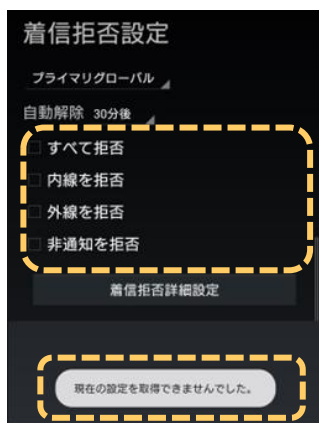 着信拒否設定
プライマリグローバル
自動解除 30分後
すべて拒否
内線を拒否
外線を拒否
非通知を拒否
着信拒否詳細設定
現在の設定を取得できませんでした。